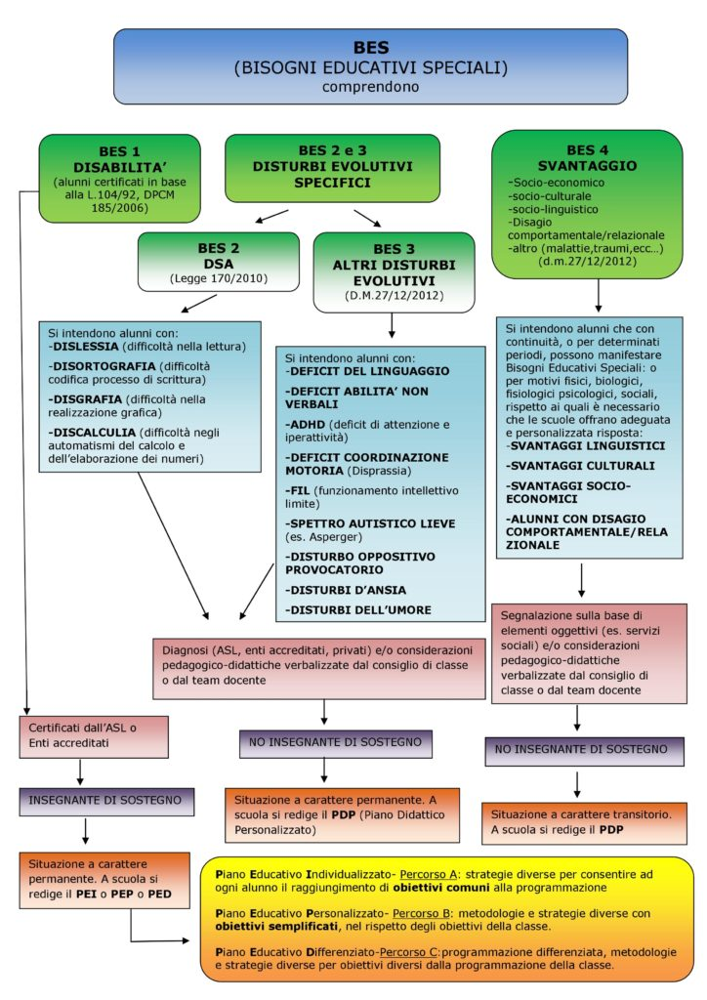 BES
(BISOGNI EDUCATIVI SPECIALI)
comprendono
BES 1
DISABILITA’
(alunni certificati in base
alla L.104/92, DPCM
185/2006)
BES 2 e 3
DISTURBI EVOLUTIVI
SPECIFICI
BES 4
SVANTAGGIO
-Socio-economico
-socio-culturale
-socio-linguistico
-Disagio
comportamentale/relazionale
-altro (malattie,traumi,ecc…)
(d.m.27/12/2012)
BES 2
DSA
(Legge 170/2010)
BES 3
ALTRI DISTURBI
EVOLUTIVI
(D.M.27/12/2012)
Si intendono alunni con:
-DISLESSIA (difficoltà nella lettura)
-DISORTOGRAFIA (difficoltà
codifica processo di scrittura)
-DISGRAFIA (difficoltà nella
realizzazione grafica)
-DISCALCULIA (difficoltà negli
automatismi del calcolo e
dell’elaborazione dei numeri)
Si intendono alunni con:
-DEFICIT DEL LINGUAGGIO
-DEFICIT ABILITA’ NON
VERBALI
-ADHD (deficit di attenzione e
iperattività)
-DEFICIT COORDINAZIONE
MOTORIA (Disprassia)
-FIL (funzionamento intellettivo
limite)
-SPETTRO AUTISTICO LIEVE
(es. Asperger)
-DISTURBO OPPOSITIVO
PROVOCATORIO
-DISTURBI D’ANSIA
-DISTURBI DELL’UMORE
Si intendono alunni che con
continuità, o per determinati
periodi, possono manifestare
Bisogni Educativi Speciali: o
per motivi fisici, biologici,
fisiologici psicologici, sociali,
rispetto ai quali è necessario
che le scuole offrano adeguata
e personalizzata risposta:
-SVANTAGGI LINGUISTICI
-SVANTAGGI CULTURALI
-SVANTAGGI SOCIO-
ECONOMICI
-ALUNNI CON DISAGIO
COMPORTAMENTALE/RELA
ZIONALE
Diagnosi (ASL, enti accreditati, privati) e/o considerazioni
pedagogico-didattiche verbalizzate dal consiglio di classe
o dal team docente
Segnalazione sulla base di
elementi oggettivi (es. servizi
sociali) e/o considerazioni
pedagogico-didattiche
verbalizzate dal consiglio di
classe o dal team docente
Certificati dall’ASL o
Enti accreditati
NO INSEGNANTE DI SOSTEGNO
NO INSEGNANTE DI SOSTEGNO
INSEGNANTE DI SOSTEGNO
Situazione a carattere permanente. A
scuola si redige il PDP (Piano Didattico
Personalizzato)
Situazione a carattere transitorio.
A scuola si redige il PDP
Situazione a carattere
permanente. A scuola si
redige il PEI o PEP o PED
Piano Educativo Individualizzato- Percorso A: strategie diverse per consentire ad
ogni alunno il raggiungimento di obiettivi comuni alla programmazione
Piano Educativo Personalizzato- Percorso B: metodologie e strategie diverse con
obiettivi semplificati, nel rispetto degli obiettivi della classe.
Piano Educativo Differenziato-Percorso C:programmazione differenziata, metodologie
e strategie diverse per obiettivi diversi dalla programmazione della classe.